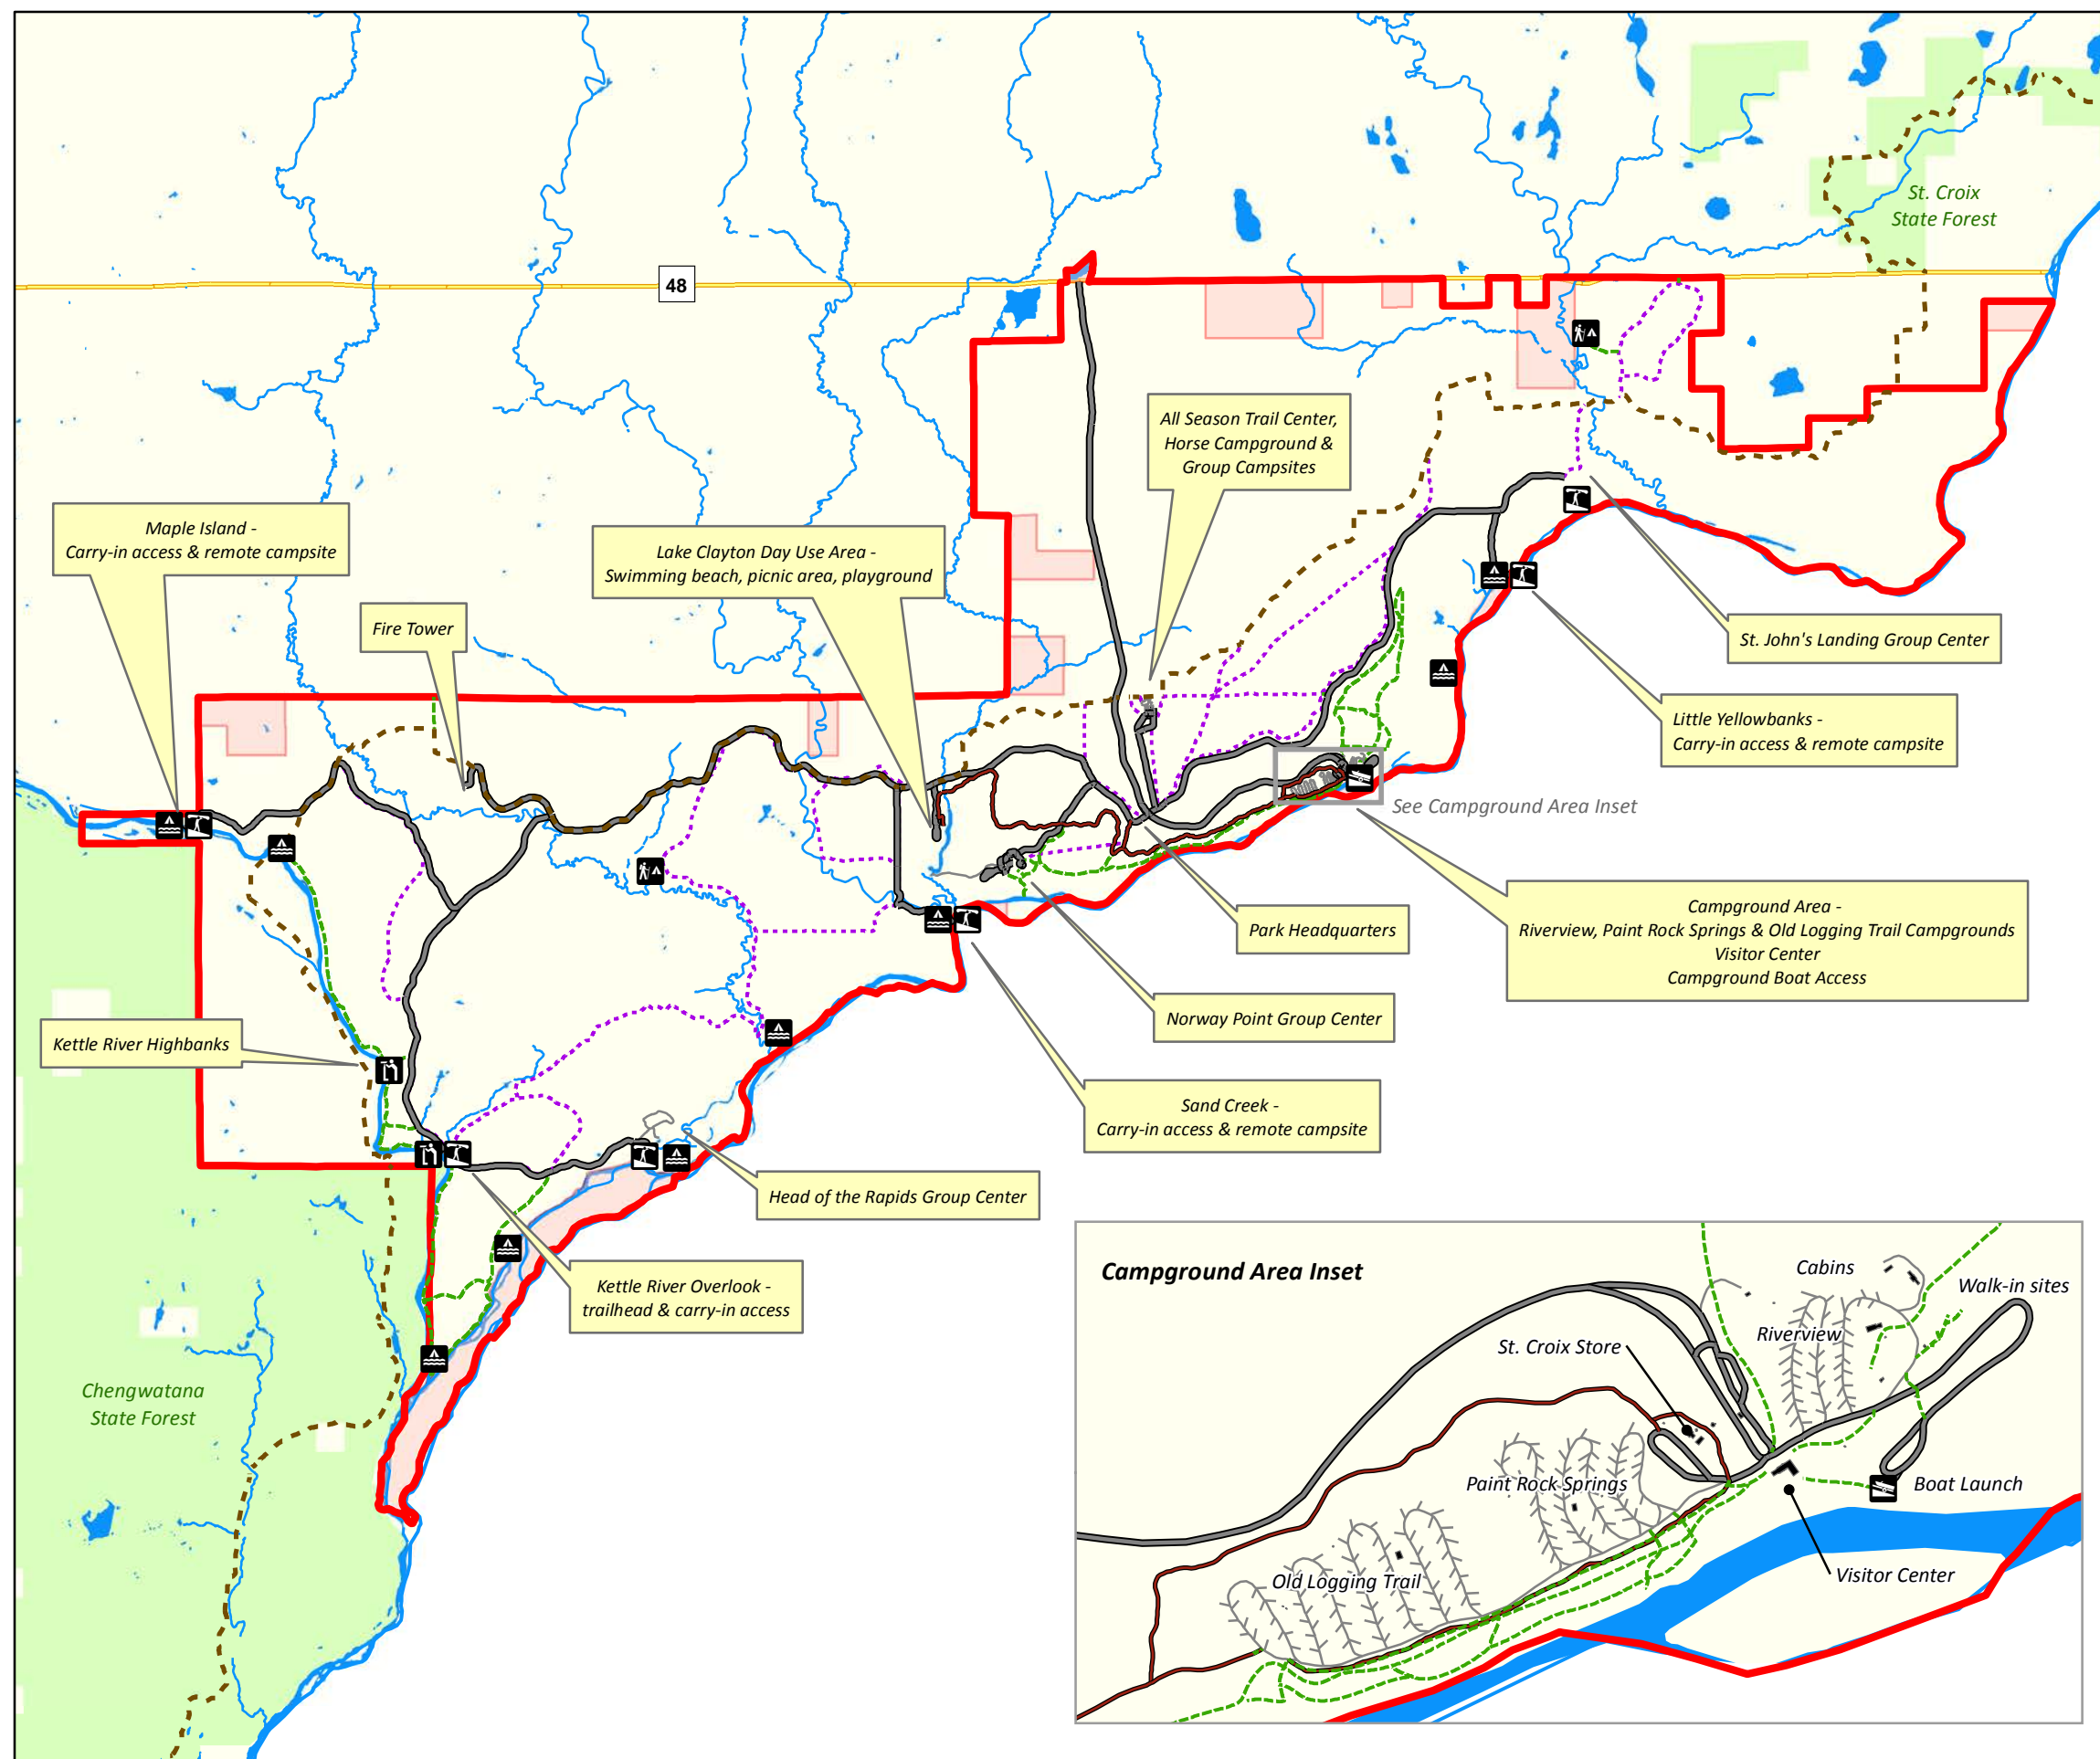 St. Croix
State Forest
48
All Season Trail Center,
Horse Campground &
Group Campsites
Maple Island -
Carry-in access & remote campsite
Lake Clayton Day Use Area -
Swimming beach, picnic area, playground
Fire Tower
St. John's Landing Group Center
Little Yellowbanks -
Carry-in access & remote campsite
See Campground Area Inset
Campground Area -
Riverview, Paint Rock Springs & Old Logging Trail Campgrounds
Visitor Center
Campground Boat Access
Park Headquarters
Norway Point Group Center
Kettle River Highbanks
Sand Creek -
Carry-in access & remote campsite
Head of the Rapids Group Center
Kettle River Overlook -
trailhead & carry-in access
Chengwatana
State Forest
Campground Area Inset
Cabins
Walk-in sites
Riverview
St. Croix Store
Paint Rock Springs
Boat Launch
Old Logging Trail
Visitor Center